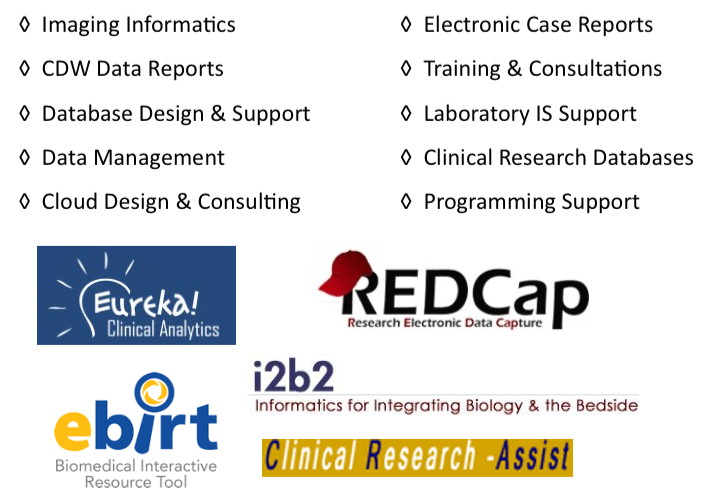 ◊ Imaging Informatics
◊ CDW Data Reports
◊ Database Design & Support
◊ Data Management
◊ Cloud Design & Consulting
◊ Electronic Case Reports
◊ Training & Consultations
◊ Laboratory IS Support
◊ Clinical Research Databases
◊ Programming Support
Eureka!
Clinical Analytics
REDCap
Research Electronic Data Capture
i2b2
Informatics for Integrating Biology & the Bedside
ebirt
Biomedical Interactive
Resource Tool
Clinical Research -Assist